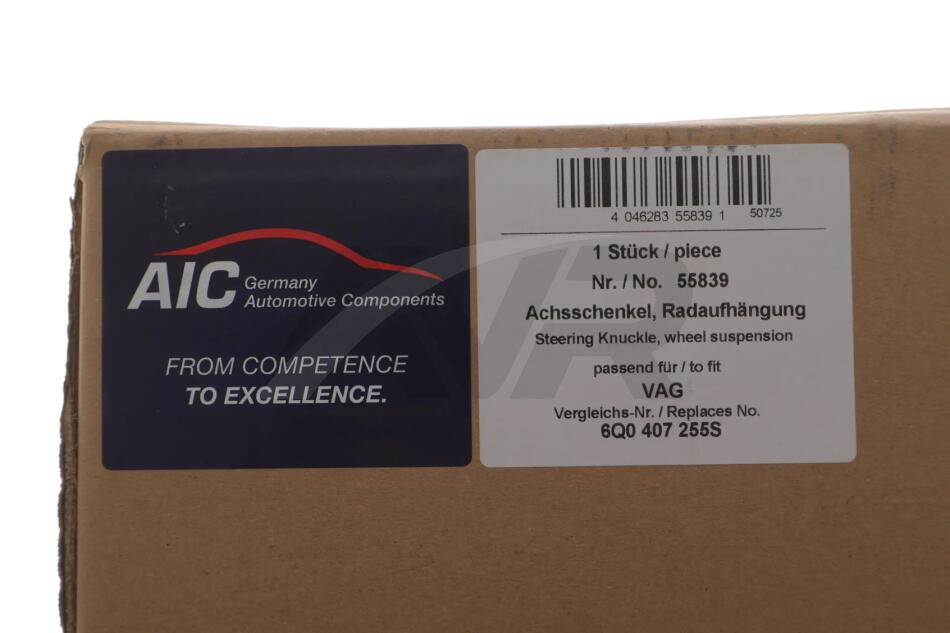 AIC Germany
Automotive Components
FROM COMPETENCE
TO EXCELLENCE.
4 046283 55839 1 50725
1 Stück / piece
Nr. / No. 55839
Achsschenkel, Radaufhängung
Steering Knuckle, wheel suspension
passend für / to fit
VAG
Vergleichs-Nr. / Replaces No.
6Q0 407 255S